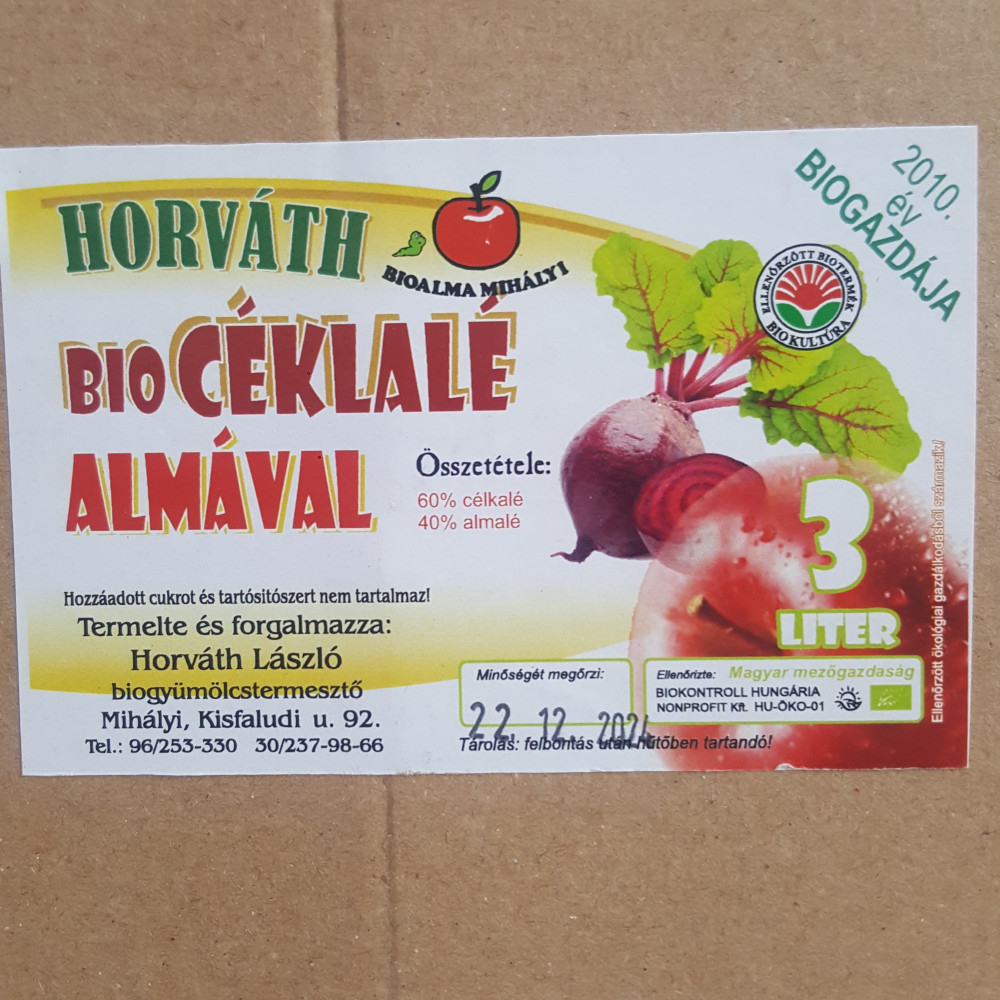 HORVÁTH
BIOALMA MIHÁLYI
BIO CÉKLALÉ
ALMÁVAL
Összetétele:
60% célkalé
40% almalé
2010.
év
BIOGAZDÁJA
ELLENŐRZÖTT BIOTERMÉK
BIOKULTÚRA
3
LITER
Ellenőrzött ökológiai gazdálkodásból származik!
Hozzáadott cukrot és tartósitószert nem tartalmaz!
Termelte és forgalmazza:
Horváth László
biogyümölcstermesztő
Mihályi, Kisfaludi u. 92.
Tel.: 96/253-330 30/237-98-66
Minőségét megőrzi:
22. 12. 2024
Tárolás: felbontás után hűtőben tartandó!
Ellenőrizte: Magyar mezőgazdaság
BIOKONTROLL HUNGÁRIA
NONPROFIT Kft. HU-ÖKO-01